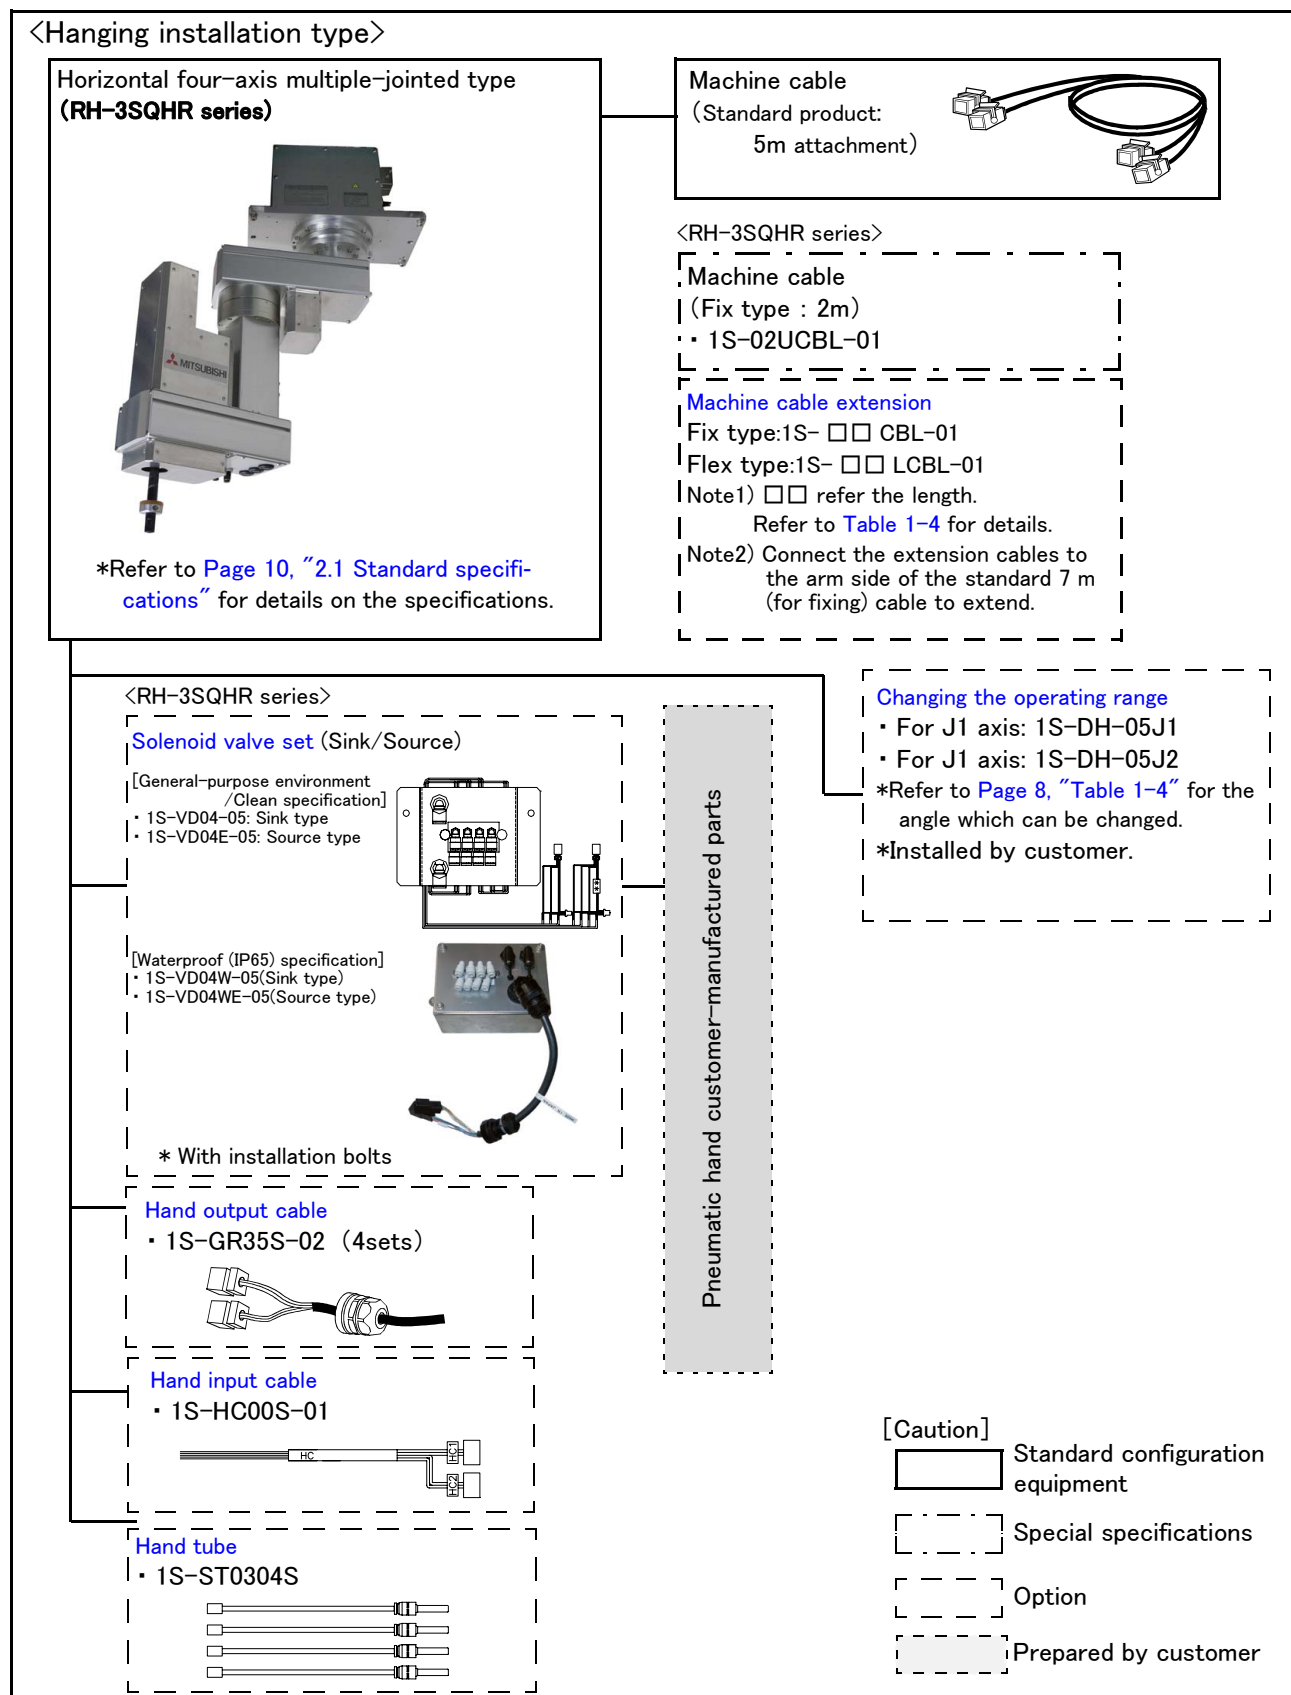 <Hanging installation type>
Horizontal four-axis multiple-jointed type
(RH-3SQHR series)
MITSUBISHI
*Refer to Page 10, "2.1 Standard specifi-
cations" for details on the specifications.
Machine cable
(Standard product:
5m attachment)
<RH-3SQHR series>
Machine cable
(Fix type : 2m)
・ 1S-02UCBL-01
Machine cable extension
Fix type:1S- □□ CBL-01
Flex type:1S- □□ LCBL-01
Note1) □□ refer the length.
Refer to Table 1-4 for details.
Note2) Connect the extension cables to
the arm side of the standard 7 m
(for fixing) cable to extend.
Changing the operating range
・ For J1 axis: 1S-DH-05J1
・ For J1 axis: 1S-DH-05J2
*Refer to Page 8, "Table 1-4" for the
angle which can be changed.
*Installed by customer.
<RH-3SQHR series>
Solenoid valve set (Sink/Source)
[General-purpose environment
/Clean specification]
・ 1S-VD04-05: Sink type
・ 1S-VD04E-05: Source type
[Waterproof (IP65) specification]
・ 1S-VD04W-05(Sink type)
・ 1S-VD04WE-05(Source type)
* With installation bolts
Pneumatic hand customer-manufactured parts
Hand output cable
・ 1S-GR35S-02 (4sets)
Hand input cable
・ 1S-HC00S-01
HC
HC1
HC2
Hand tube
・ 1S-ST0304S
[Caution]
Standard configuration
equipment
Special specifications
Option
Prepared by customer